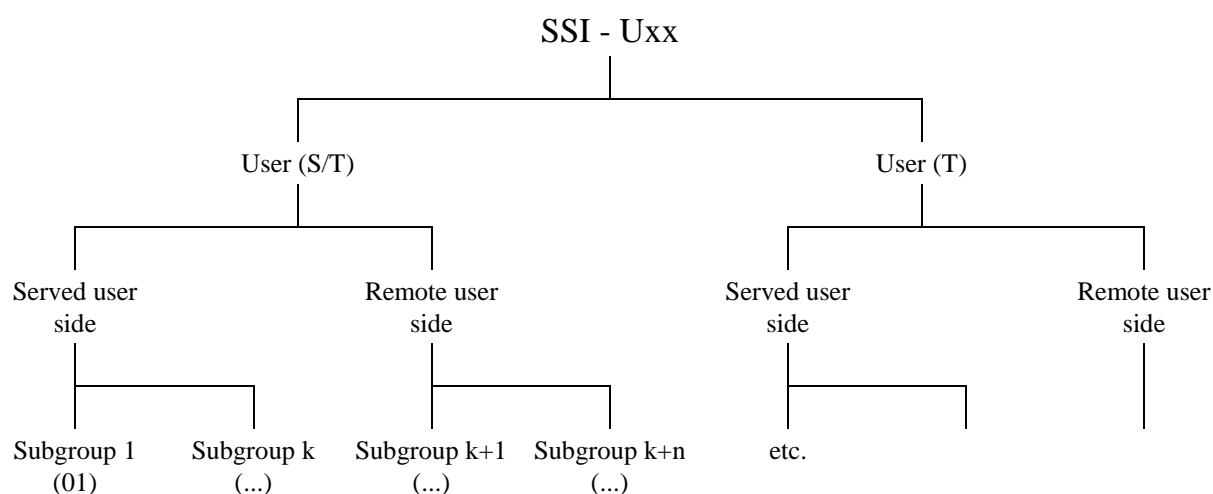 SSI - Uxx
User (S/T)
User (T)
Served user
side
Remote user
side
Served user
side
Remote user
side
Subgroup 1
(01)
Subgroup k
(...)
Subgroup k+1
(...)
Subgroup k+n
(...)
etc.